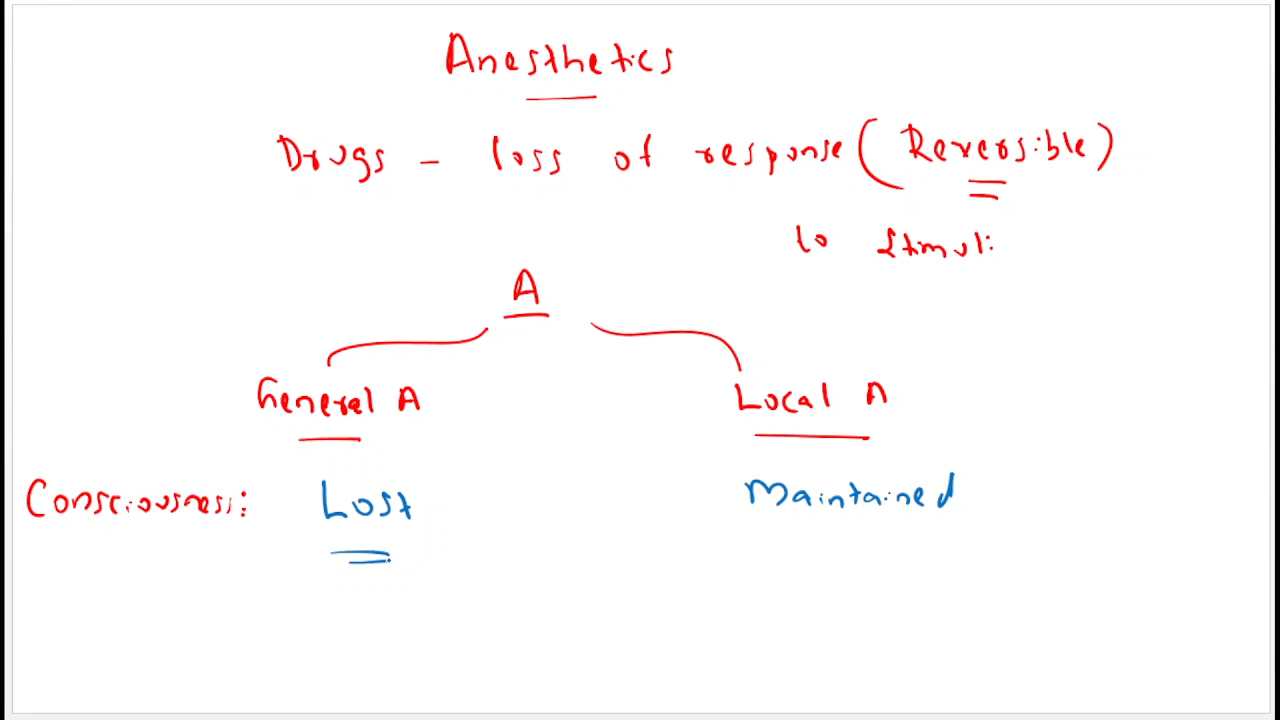 Anesthetics
Drugs - loss of response (Reversible)
to stimuli
A
General A Local A
Consciousness: Lost Maintained